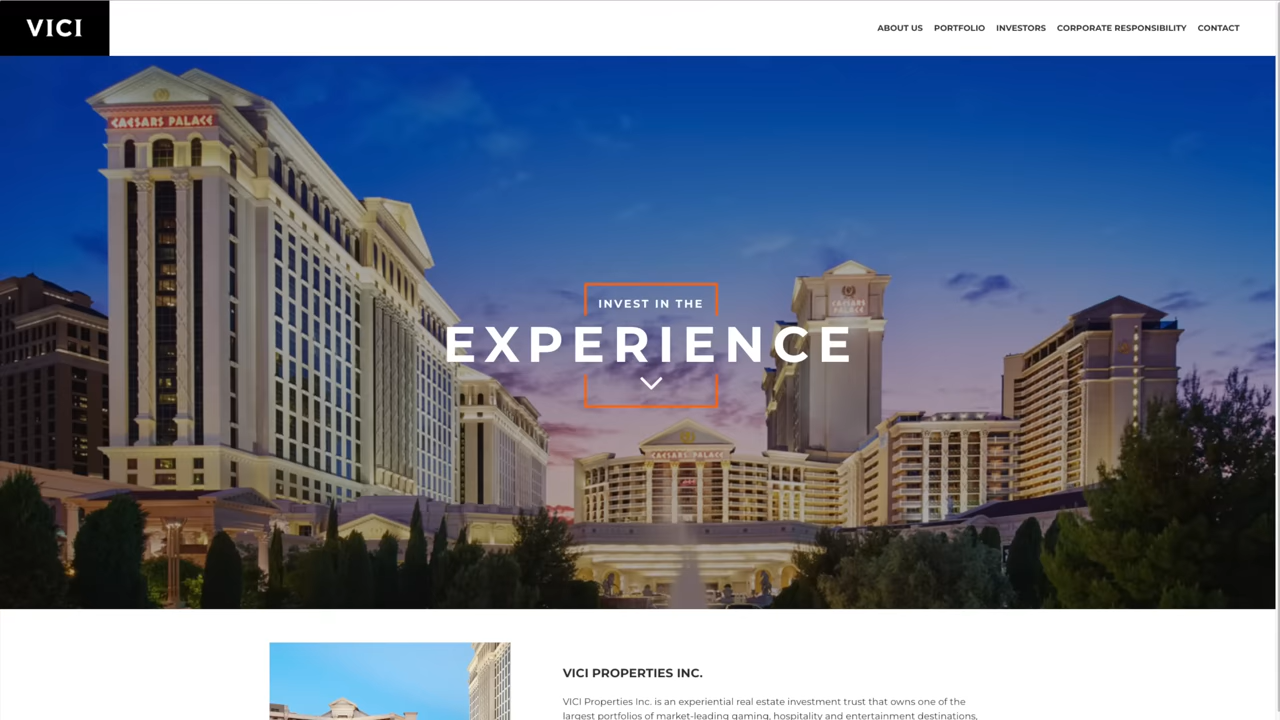 VICI
ABOUT US PORTFOLIO INVESTORS CORPORATE RESPONSIBILITY CONTACT
CAESARS PALACE
INVEST IN THE
EXPERIENCE
CAESARS PALACE
CAESARS PALACE
VICI PROPERTIES INC.
VICI Properties Inc. is an experiential real estate investment trust that owns one of the
largest portfolios of market-leading gaming, hospitality and entertainment destinations,